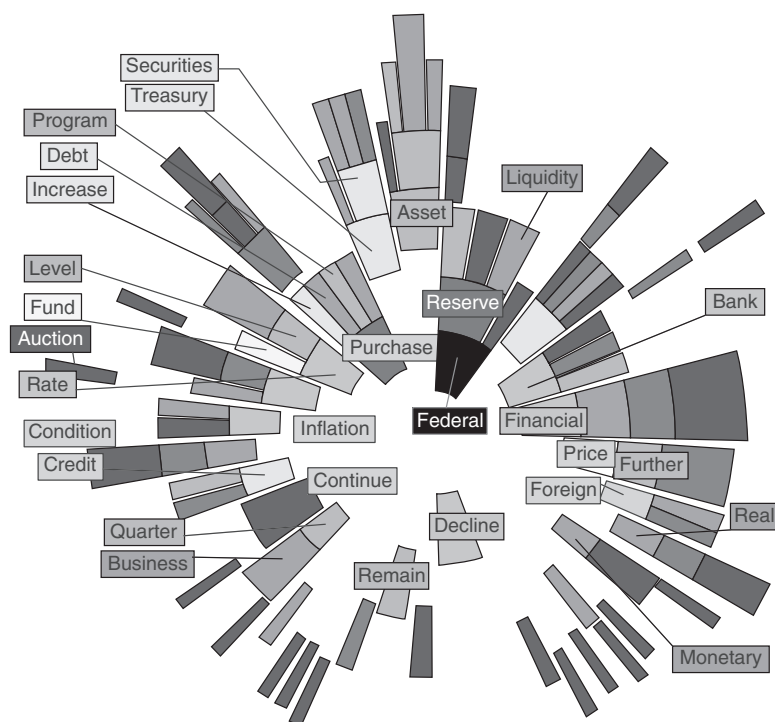 Securities
Treasury
Program
Debt
Increase
Liquidity
Asset
Level
Reserve
Bank
Fund
Auction
Purchase
Rate
Federal
Financial
Condition
Inflation
Price
Credit
Further
Continue
Foreign
Real
Quarter
Decline
Business
Remain
Monetary